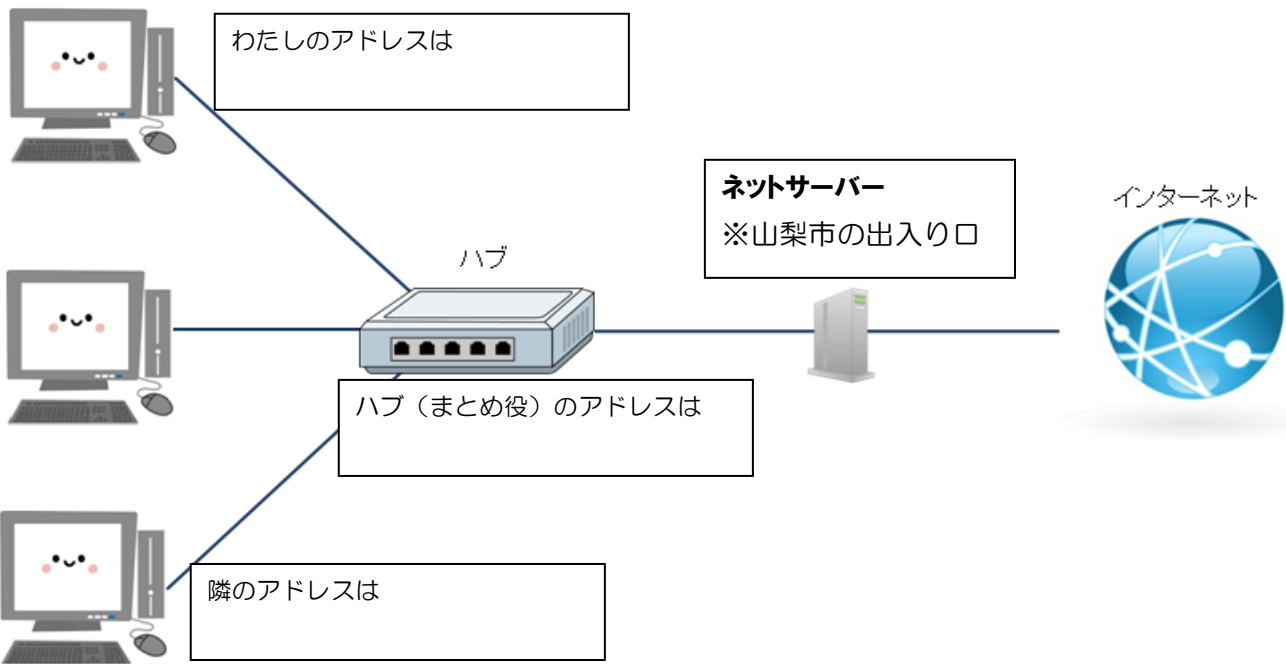 わたしのアドレスは
ネットサーバー
※山梨市の出入り口
インターネット
ハブ
ハブ（まとめ役）のアドレスは
隣のアドレスは